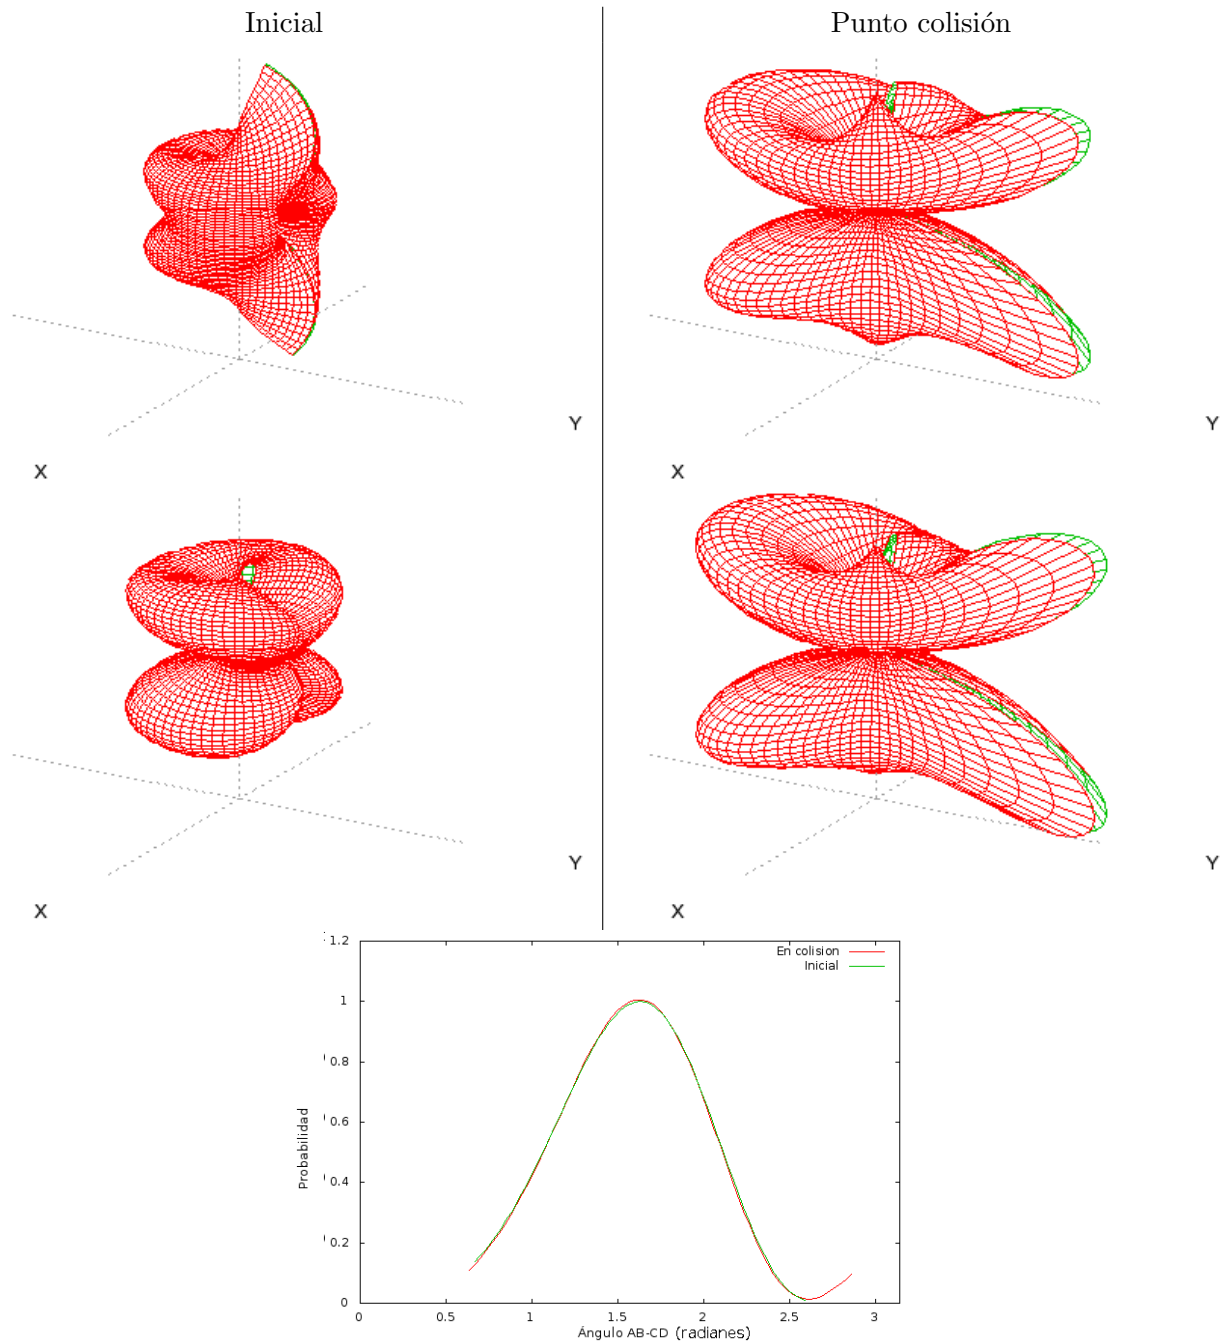 Inicial
Punto colisión
Y
X
Y
X
Y
X
Y
X
1.2
1
0.8
0.6
0.4
0.2
0
En colision
Inicial
Probabilidad
0 0.5 1 1.5 2 2.5 3
Ángulo AB-CD (radianes)